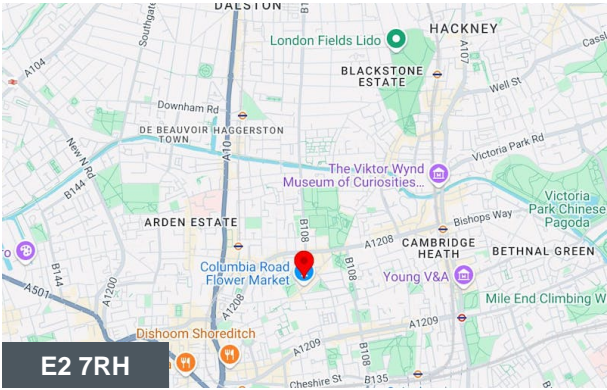 DALSTON
Southgate
London Fields Lido
HACKNEY
A107
A104
BLACKSTONE
ESTATE
Well St
Downham Rd
DE BEAUVOIR
TOWN
HAGGERSTON
A10
New N Rd
Victoria Park Rd
B144
The Viktor Wynd
Museum of Curiosities...
Victoria
Park Chinese
Pagoda
ARDEN ESTATE
B108
Bishops Way
A1208
CAMBRIDGE
HEATH
BETHNAL GREEN
B144
Columbia Road
Flower Market
B108
Young V&A
A501
A1200
A1208
Mile End Climbing W
A1209
Dishoom Shoreditch
A1209
E2 7RH
Cheshire St
B135